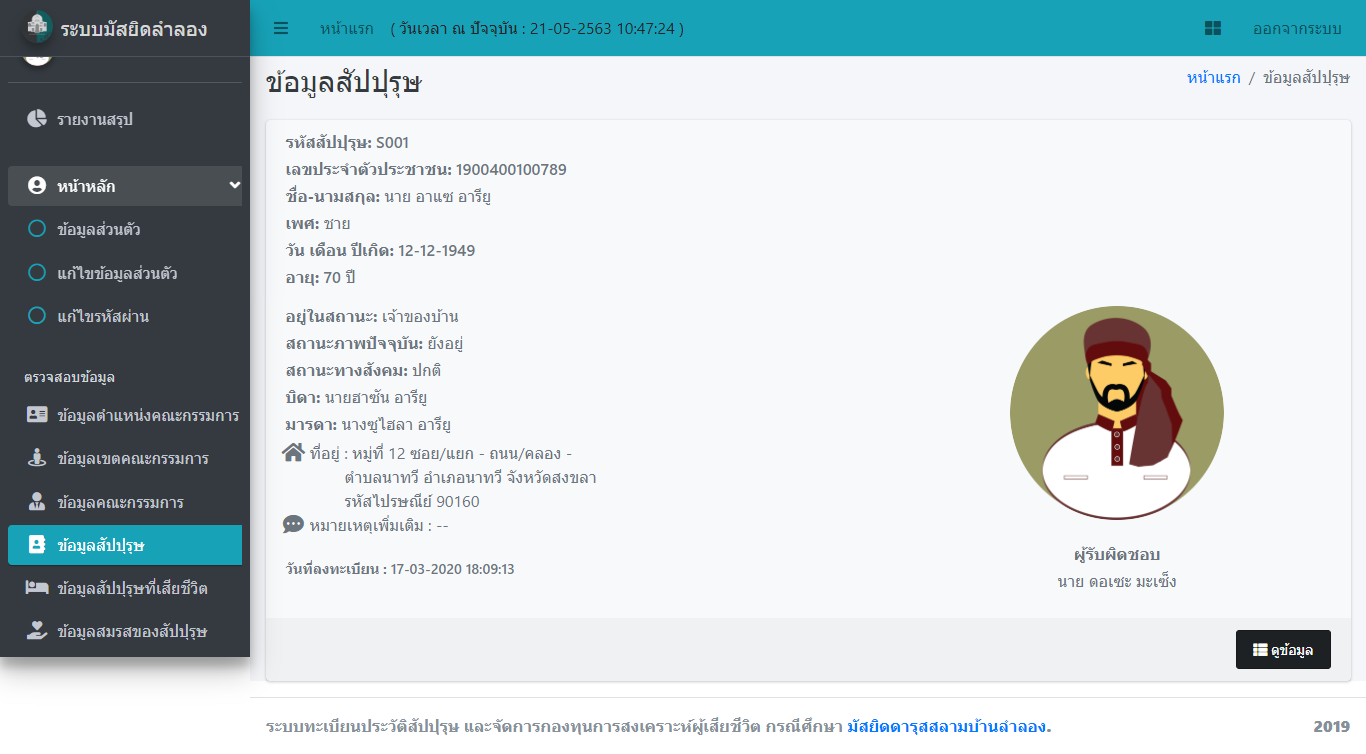 ระบบมัสยิดลำลอง
หน้าแรก ( วันเวลา ณ ปัจจุบัน : 21-05-2563 10:47:24 )
ออกจากระบบ
รายงานสรุป
หน้าหลัก
ข้อมูลส่วนตัว
แก้ไขข้อมูลส่วนตัว
แก้ไขรหัสผ่าน
ตรวจสอบข้อมูล
ข้อมูลตำแหน่งคณะกรรมการ
ข้อมูลเขตคณะกรรมการ
ข้อมูลคณะกรรมการ
ข้อมูลสัปปุรุษ
ข้อมูลสัปปุรุษที่เสียชีวิต
ข้อมูลสมรสของสัปปุรุษ
ข้อมูลสัปปุรุษ
หน้าแรก / ข้อมูลสัปปุรุษ
รหัสสัปปุรุษ: S001
เลขประจำตัวประชาชน: 1900400100789
ชื่อ-นามสกุล: นาย อาแซ อารียู
เพศ: ชาย
วัน เดือน ปีเกิด: 12-12-1949
อายุ: 70 ปี
อยู่ในสถานะ: เจ้าของบ้าน
สถานะภาพปัจจุบัน: ยังอยู่
สถานะทางสังคม: ปกติ
บิดา: นายฮาซัน อารียู
มารดา: นางซูไฮลา อารียู
ที่อยู่ : หมู่ที่ 12 ซอย/แยก - ถนน/คลอง -
ตำบลนาทวี อำเภอนาทวี จังหวัดสงขลา
รหัสไปรษณีย์ 90160
หมายเหตุเพิ่มเติม : --
วันที่ลงทะเบียน : 17-03-2020 18:09:13
ผู้รับผิดชอบ
นาย ดอเซะ มะเซ็ง
ดูข้อมูล
ระบบทะเบียนประวัติสัปปุรุษ และจัดการกองทุนการสงเคราะห์ผู้เสียชีวิต กรณีศึกษา มัสยิดดารุสสลามบ้านลำลอง.
2019